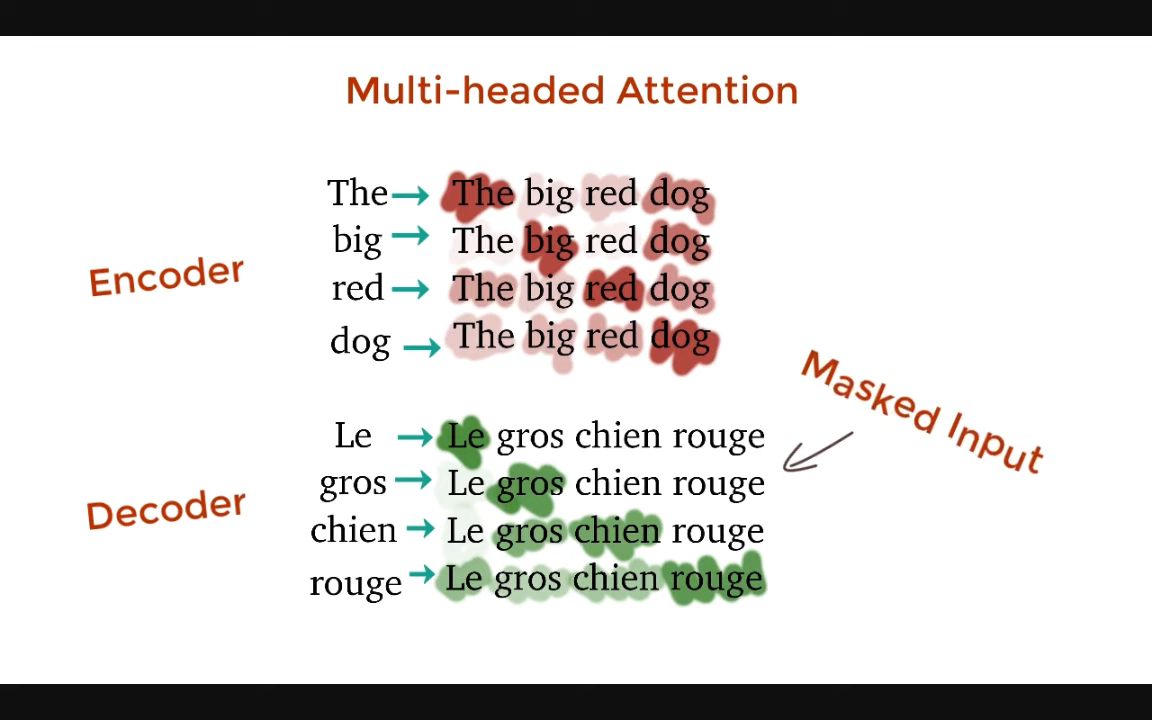 Multi-headed Attention
Encoder
The → The big red dog
big → The big red dog
red → The big red dog
dog → The big red dog
Masked Input
Decoder
Le → Le gros chien rouge
gros → Le gros chien rouge
chien → Le gros chien rouge
rouge → Le gros chien rouge